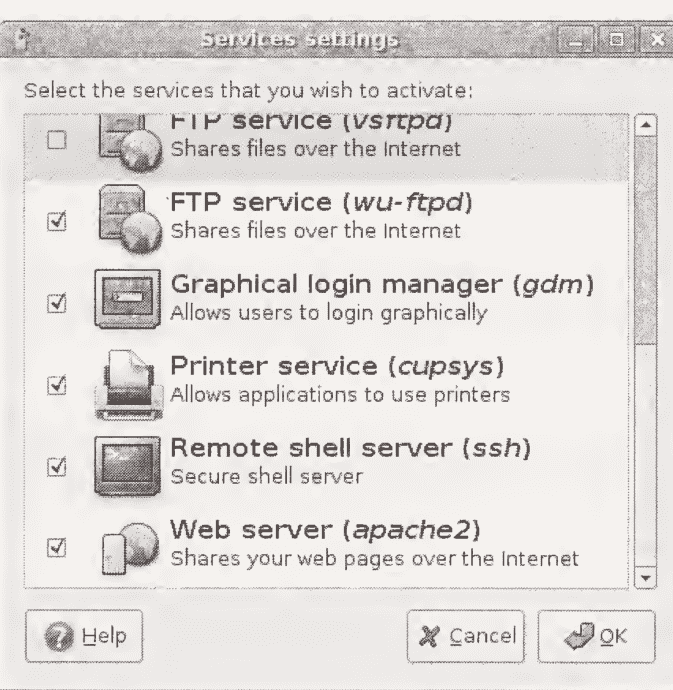 Services settings
Select the services that you wish to activate:
FTP service (vsftpd)
Shares files over the Internet
FTP service (wu-ftpd)
Shares files over the Internet
Graphical login manager (gdm)
Allows users to login graphically
Printer service (cupsys)
Allows applications to use printers
Remote shell server (ssh)
Secure shell server
Web server (apache2)
Shares your web pages over the Internet
Help
Cancel
OK